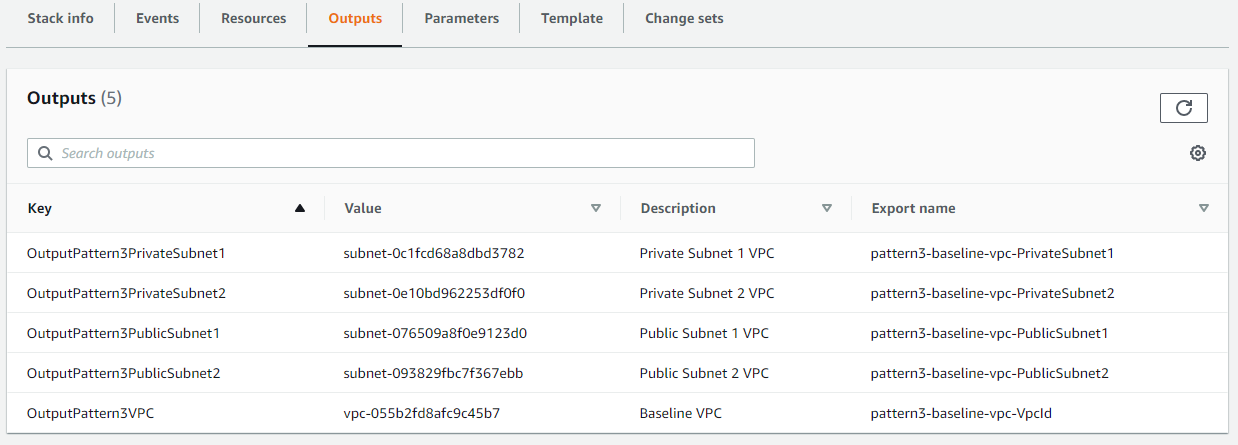 Stack info Events Resources Outputs Parameters Template Change sets
Outputs (5)
Search outputs
Key Value Description Export name
OutputPattern3PrivateSubnet1 subnet-0c1fcd68a8dbd3782 Private Subnet 1 VPC pattern3-baseline-vpc-PrivateSubnet1
OutputPattern3PrivateSubnet2 subnet-0e10bd962253df0f0 Private Subnet 2 VPC pattern3-baseline-vpc-PrivateSubnet2
OutputPattern3PublicSubnet1 subnet-076509a8f0e9123d0 Public Subnet 1 VPC pattern3-baseline-vpc-PublicSubnet1
OutputPattern3PublicSubnet2 subnet-093829fbc7f367ebb Public Subnet 2 VPC pattern3-baseline-vpc-PublicSubnet2
OutputPattern3VPC vpc-055b2fd8afc9c45b7 Baseline VPC pattern3-baseline-vpc-VpcId